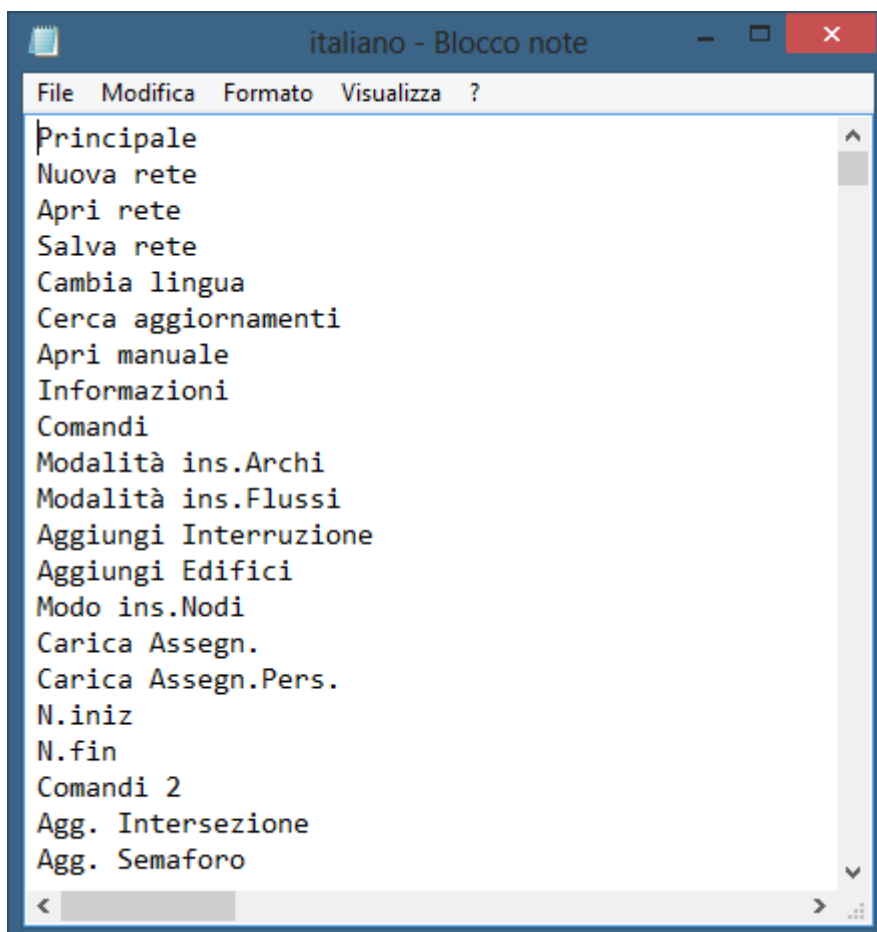 italiano - Blocco note
File Modifica Formato Visualizza ?
Principale
Nuova rete
Apri rete
Salva rete
Cambia lingua
Cerca aggiornamenti
Apri manuale
Informazioni
Comandi
Modalità ins.Archi
Modalità ins.Flussi
Aggiungi Interruzione
Aggiungi Edifici
Modo ins.Nodi
Carica Assegn.
Carica Assegn.Pers.
N.iniz
N.fin
Comandi 2
Agg. Intersezione
Agg. Semaforo